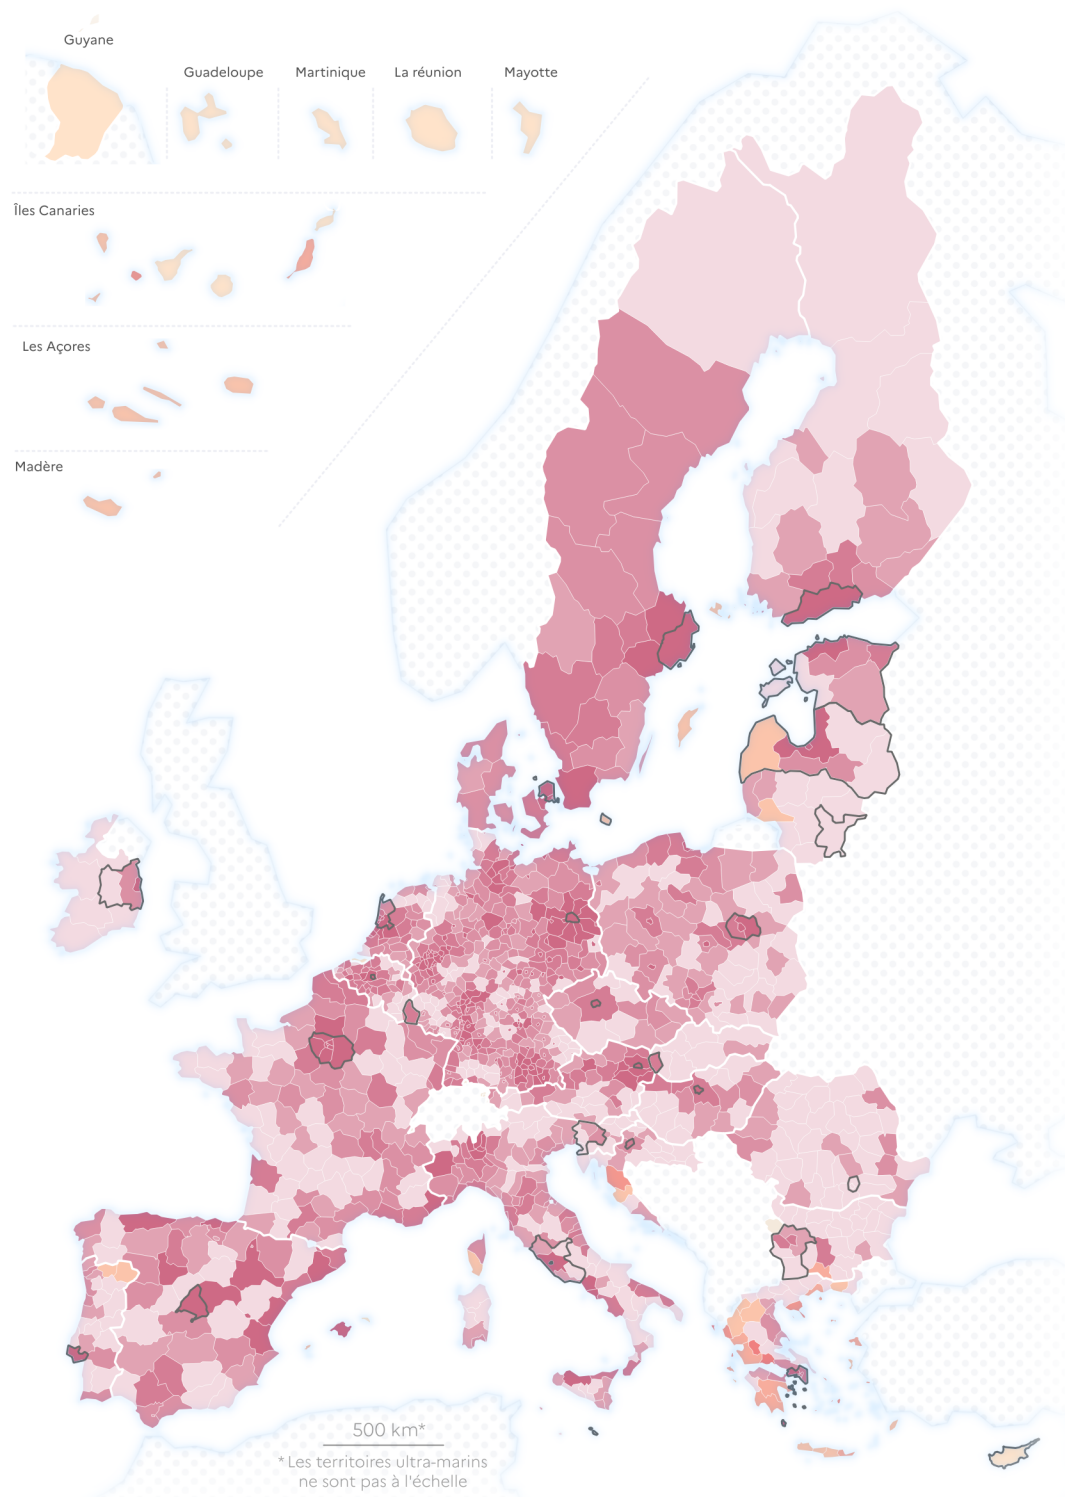 Guyane
Guadeloupe
Martinique
La réunion
Mayotte
Îles Canaries
Les Açores
Madère
500 km*
* Les territoires ultra-marins
ne sont pas à l'échelle